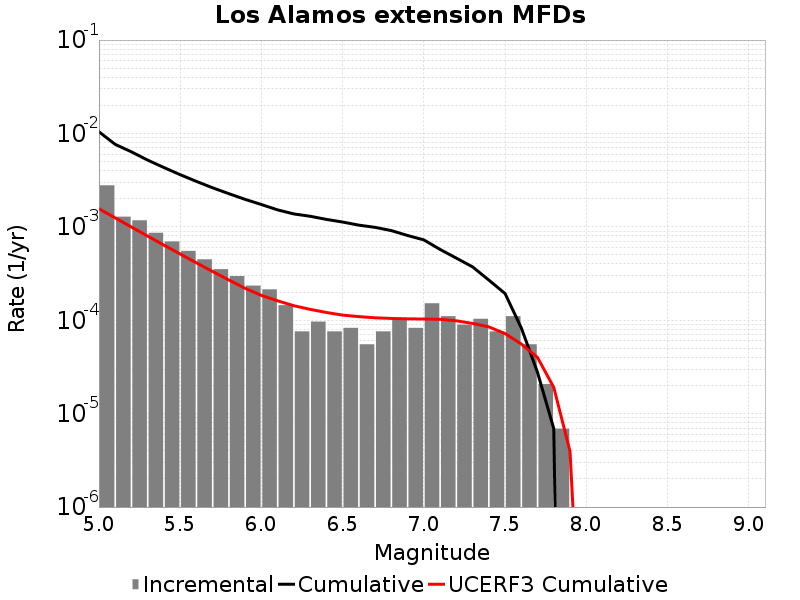 Los Alamos extension MFDs
Rate (1/yr)
10-1
10-2
10-3
10-4
10-5
10-6
5.0 5.5 6.0 6.5 7.0 7.5 8.0 8.5 9.0
Magnitude
Incremental Cumulative UCERF3 Cumulative